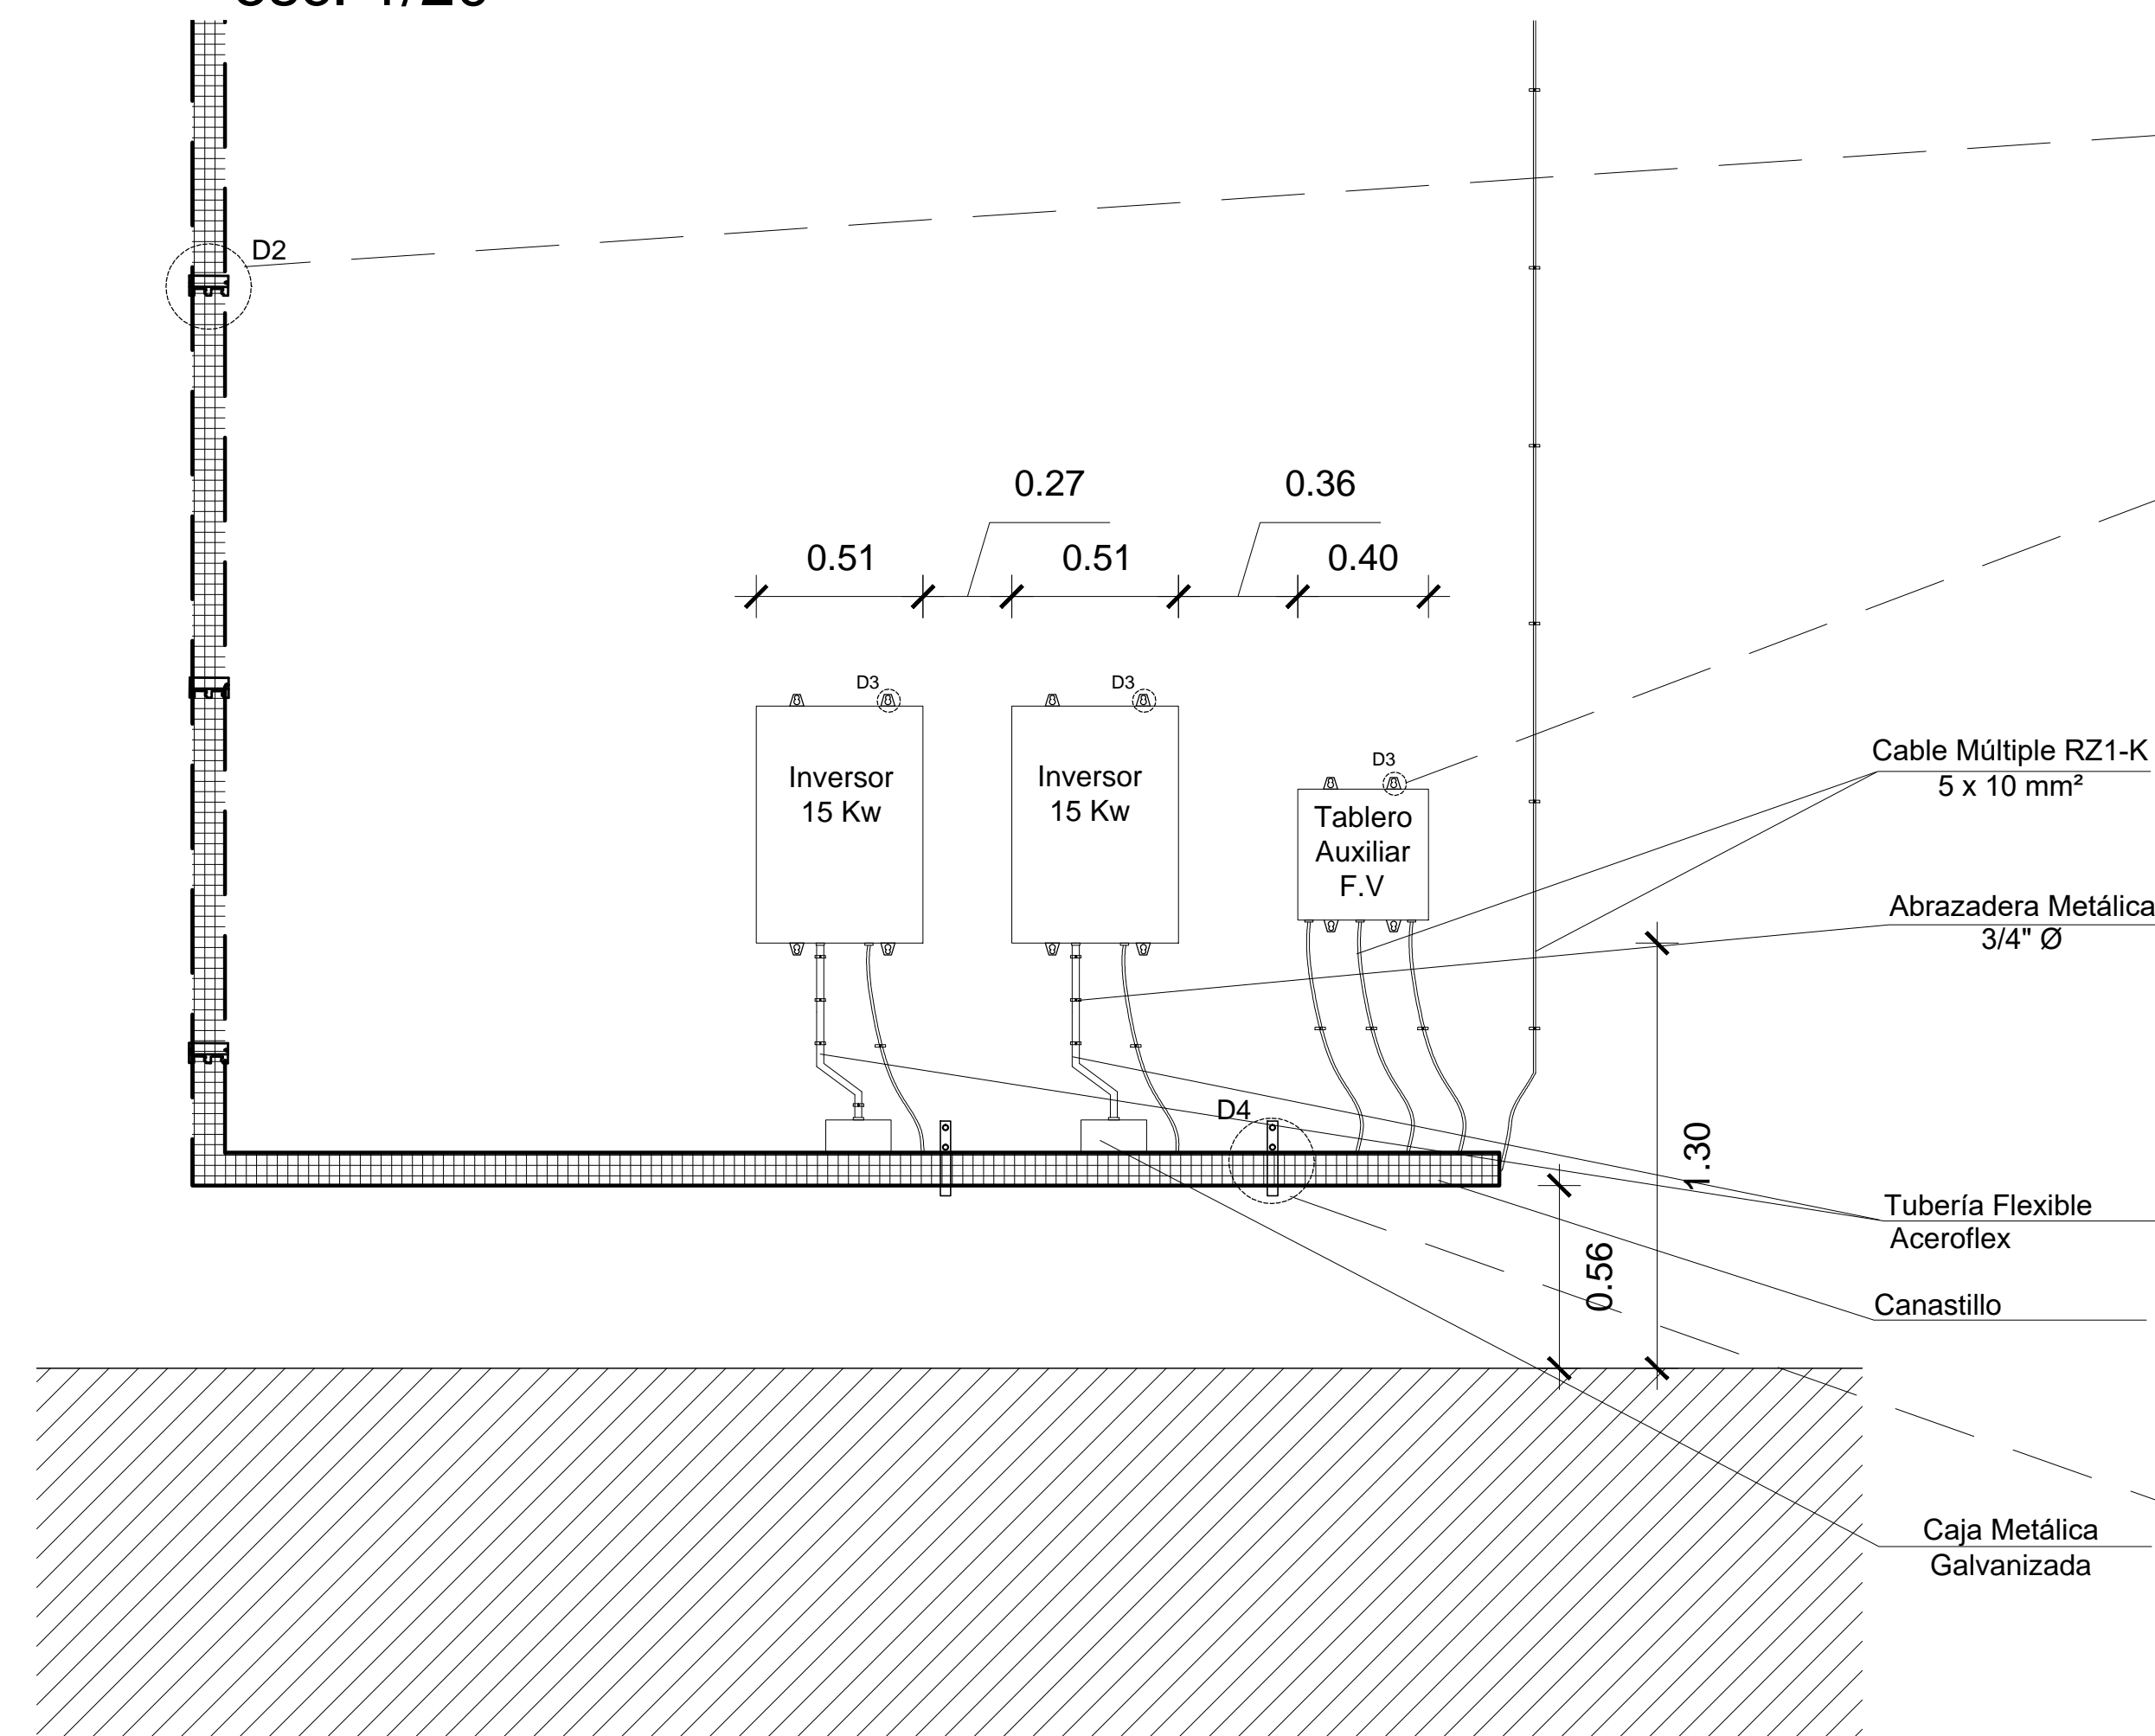 D2
0.27
0.36
0.51
0.51
0.40
D3
D3
D3
Inversor
15 Kw
Inversor
15 Kw
Tablero
Auxiliar
F.V
Cable Múltiple RZ1-K
5 x 10 mm²
Abrazadera Metálica
3/4" Ø
D4
1.30
0.56
Tubería Flexible
Aceroflex
Canastillo
Caja Metálica
Galvanizada